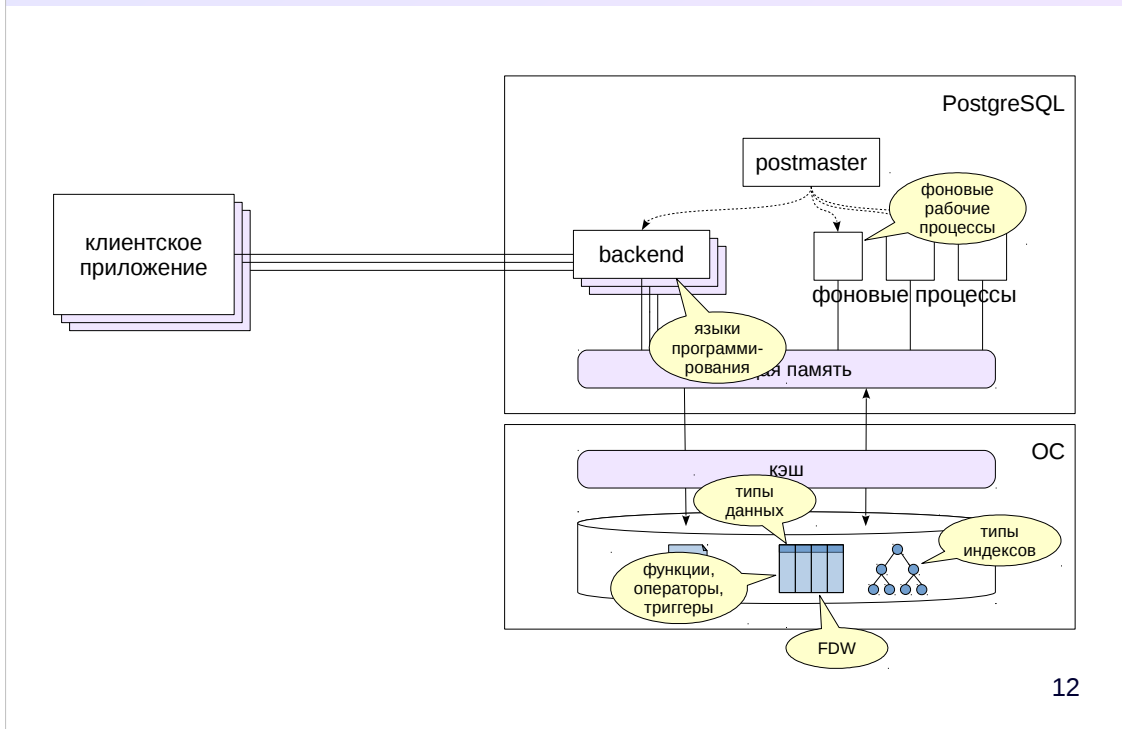 PostgreSQL
postmaster
фоновые
рабочие
процессы
клиентское
приложение
backend
фоновые процессы
языки
программи-
рования
память
ОС
кэш
типы
данных
типы
индексов
функции,
операторы,
триггеры
FDW
12